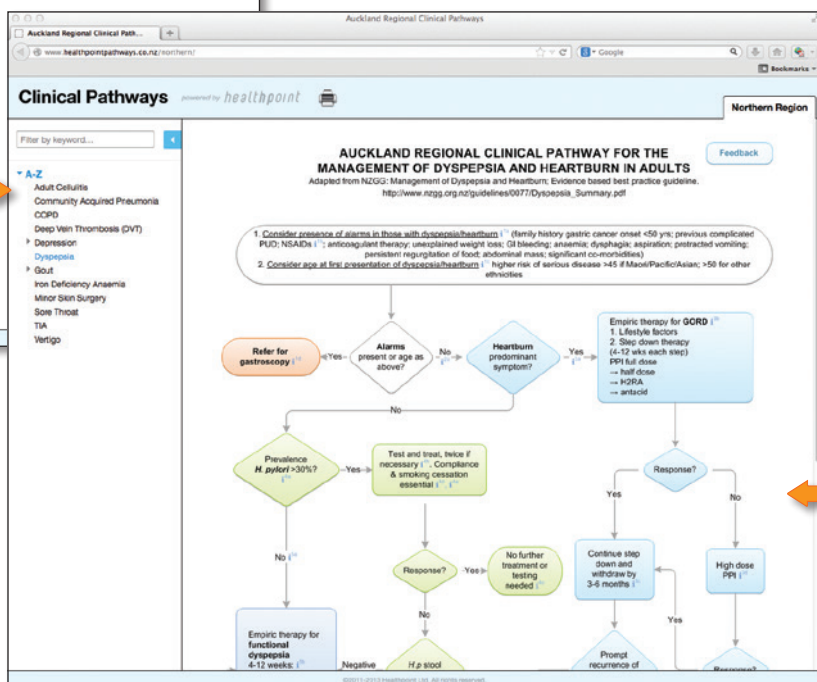 Auckland Regional Clinical Pathways
Auckland Regional Clinical Path...
www.healthpointpathways.co.nz/northern/
Google
Bookmarks
Clinical Pathways powered by healthpoint
Northern Region
Filter by keyword...
A-Z
Adult Cellulitis
Community Acquired Pneumonia
COPD
Deep Vein Thrombosis (DVT)
Depression
Dyspepsia
Gout
Iron Deficiency Anaemia
Minor Skin Surgery
Sore Throat
TIA
Vertigo
Feedback
AUCKLAND REGIONAL CLINICAL PATHWAY FOR THE
MANAGEMENT OF DYSPEPSIA AND HEARTBURN IN ADULTS
Adapted from NZGG: Management of Dyspepsia and Heartburn; Evidence based best practice guideline.
http://www.nzgg.org.nz/guidelines/0077/Dyspepsia_Summary.pdf
1. Consider presence of alarms in those with dyspepsia/heartburn i (family history gastric cancer onset <50 yrs; previous complicated
PUD; NSAIDs i; anticoagulant therapy; unexplained weight loss; GI bleeding; anaemia; dysphagia; aspiration; protracted vomiting;
persistent regurgitation of food; abdominal mass; significant co-morbidities)
2. Consider age at first presentation of dyspepsia/heartburn i higher risk of serious disease >45 if Maori/Pacific/Asian; >50 for other
ethnicities
Refer for
gastroscopy i
Yes
Alarms
present or age as
above?
No
i
Heartburn
predominant
symptom?
Yes
i
Empiric therapy for GORD i
1. Lifestyle factors
2. Step down therapy
(4-12 wks each step)
PPI full dose
→ half dose
→ H2RA
→ antacid
No
Prevalence
H. pylori >30%?
i
Yes
Test and treat, twice if
necessary i. Compliance
& smoking cessation
essential i, i
Response?
Yes
No
No i
Response?
Yes
No further
treatment or
testing
needed i
Continue step
down and
withdraw by
3-6 months i
High dose
PPI i
No
Yes
Empiric therapy for
functional
dyspepsia
4-12 weeks: i
Negative
H.p stool
Prompt
recurrence of
Response?
©2011-2013 Healthpoint Ltd. All rights reserved.